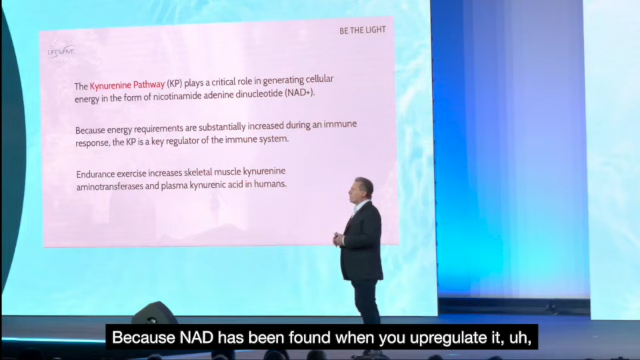 BE THE LIGHT
LIFEWAVE
The Kynurenine Pathway (KP) plays a critical role in generating cellular
energy in the form of nicotinamide adenine dinucleotide (NAD+).
Because energy requirements are substantially increased during an immune
response, the KP is a key regulator of the immune system.
Endurance exercise increases skeletal muscle kynurenine
aminotransferases and plasma kynurenic acid in humans.
Because NAD has been found when you upregulate it, uh,